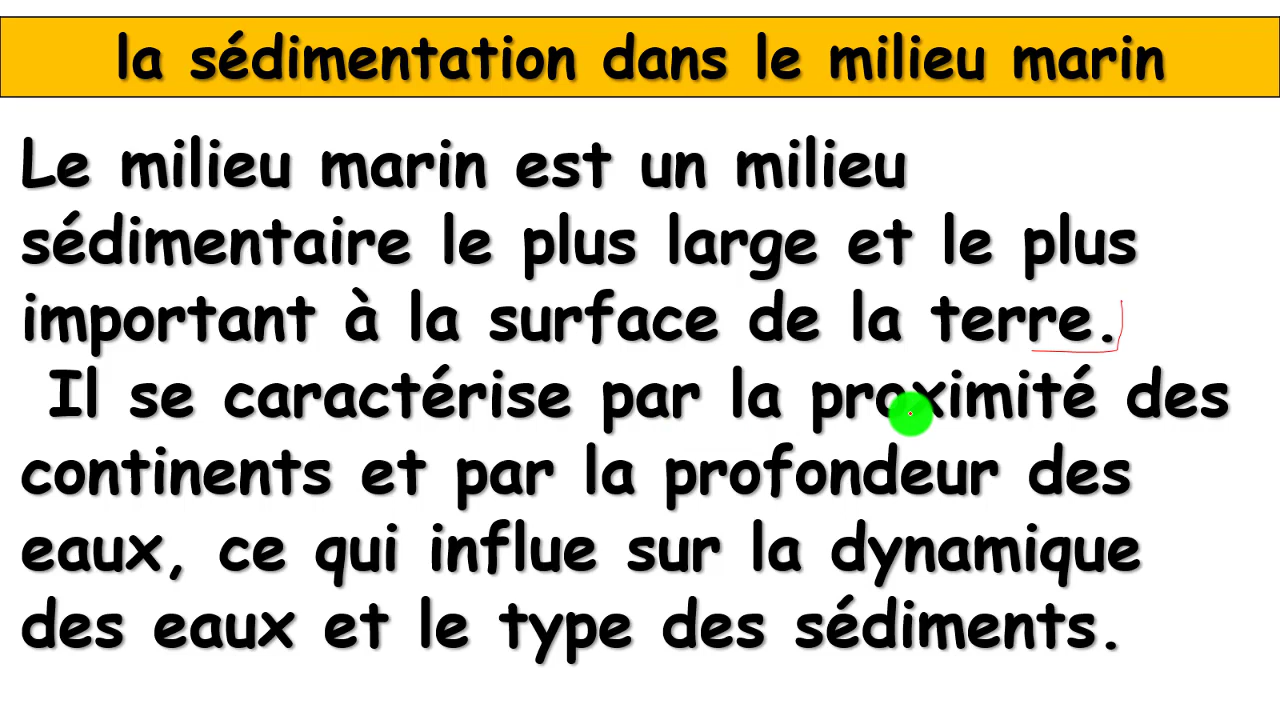 la sédimentation dans le milieu marin
Le milieu marin est un milieu
sédimentaire le plus large et le plus
important à la surface de la terre.
Il se caractérise par la proximité des
continents et par la profondeur des
eaux, ce qui influe sur la dynamique
des eaux et le type des sédiments.